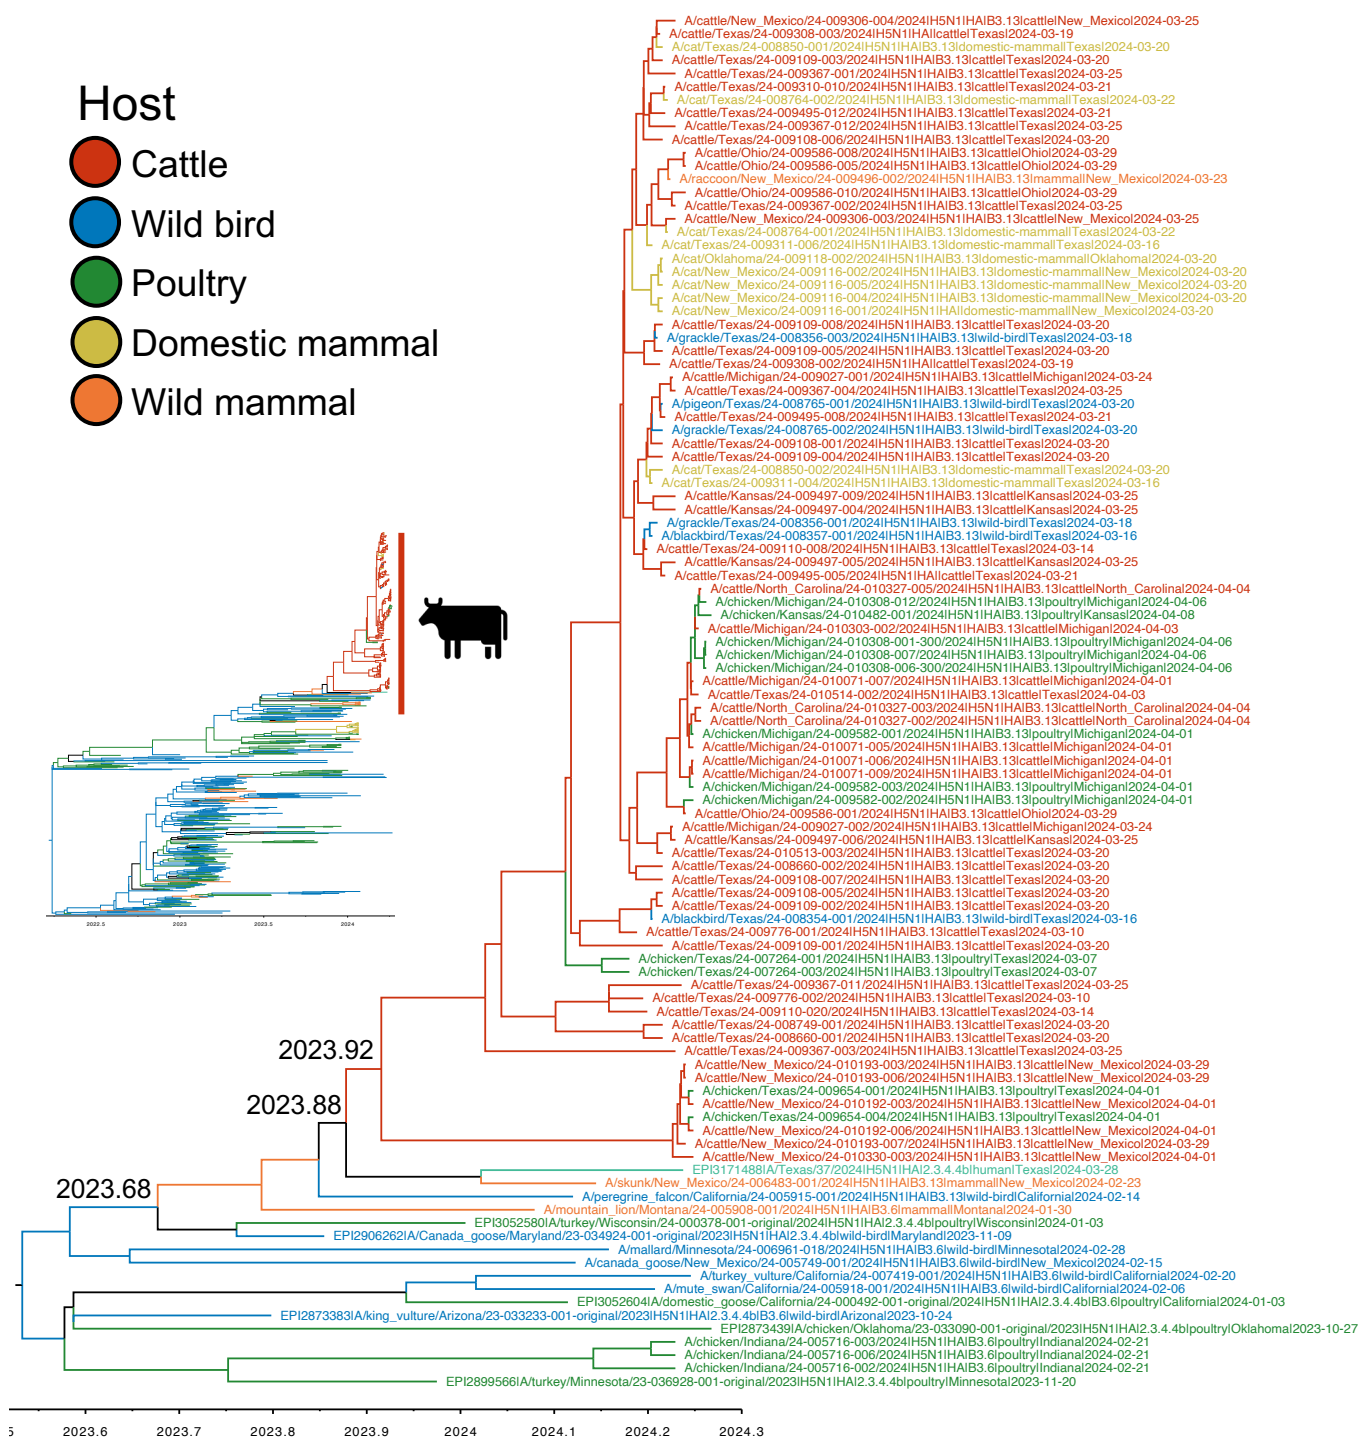 Host
Cattle
Wild bird
Poultry
Domestic mammal
Wild mammal
A/cattle/New_Mexico/24-009306-004/2024|H5N1|HA|B3.13|cattle|New_Mexico|2024-03-25
A/cattle/Texas/24-009308-003/2024|H5N1|HA||cattle|Texas|2024-03-19
A/cat/Texas/24-008850-001/2024|H5N1|HA|B3.13|domestic-mammal|Texas|2024-03-20
A/cattle/Texas/24-009109-003/2024|H5N1|HA|B3.13|cattle|Texas|2024-03-20
A/cattle/Texas/24-009367-001/2024|H5N1|HA|B3.13|cattle|Texas|2024-03-25
A/cattle/Texas/24-009310-010/2024|H5N1|HA|B3.13|cattle|Texas|2024-03-21
A/cat/Texas/24-008764-002/2024|H5N1|HA|B3.13|domestic-mammal|Texas|2024-03-22
A/cattle/Texas/24-009495-012/2024|H5N1|HA|B3.13|cattle|Texas|2024-03-21
A/cattle/Texas/24-009367-012/2024|H5N1|HA|B3.13|cattle|Texas|2024-03-25
A/cattle/Texas/24-009108-006/2024|H5N1|HA|B3.13|cattle|Texas|2024-03-20
A/cattle/Ohio/24-009586-008/2024|H5N1|HA|B3.13|cattle|Ohio|2024-03-29
A/cattle/Ohio/24-009586-005/2024|H5N1|HA|B3.13|cattle|Ohio|2024-03-29
A/raccoon/New_Mexico/24-009496-002/2024|H5N1|HA|B3.13|mammal|New_Mexico|2024-03-23
A/cattle/Ohio/24-009586-010/2024|H5N1|HA|B3.13|cattle|Ohio|2024-03-29
A/cattle/Texas/24-009367-002/2024|H5N1|HA|B3.13|cattle|Texas|2024-03-25
A/cattle/New_Mexico/24-009306-003/2024|H5N1|HA|B3.13|cattle|New_Mexico|2024-03-25
A/cat/Texas/24-008764-001/2024|H5N1|HA|B3.13|domestic-mammal|Texas|2024-03-22
A/cat/Texas/24-009311-006/2024|H5N1|HA|B3.13|domestic-mammal|Texas|2024-03-16
A/cat/Oklahoma/24-009118-002/2024|H5N1|HA|B3.13|domestic-mammal|Oklahoma|2024-03-20
A/cat/New_Mexico/24-009116-002/2024|H5N1|HA|B3.13|domestic-mammal|New_Mexico|2024-03-20
A/cat/New_Mexico/24-009116-005/2024|H5N1|HA|B3.13|domestic-mammal|New_Mexico|2024-03-20
A/cat/New_Mexico/24-009116-004/2024|H5N1|HA|B3.13|domestic-mammal|New_Mexico|2024-03-20
A/cat/New_Mexico/24-009116-001/2024|H5N1|HA||domestic-mammal|New_Mexico|2024-03-20
A/cattle/Texas/24-009109-008/2024|H5N1|HA|B3.13|cattle|Texas|2024-03-20
A/grackle/Texas/24-008356-003/2024|H5N1|HA|B3.13|wild-bird|Texas|2024-03-18
A/cattle/Texas/24-009109-005/2024|H5N1|HA|B3.13|cattle|Texas|2024-03-20
A/cattle/Texas/24-009308-002/2024|H5N1|HA||cattle|Texas|2024-03-19
A/cattle/Michigan/24-009027-001/2024|H5N1|HA|B3.13|cattle|Michigan|2024-03-24
A/cattle/Texas/24-009367-004/2024|H5N1|HA|B3.13|cattle|Texas|2024-03-25
A/pigeon/Texas/24-008765-001/2024|H5N1|HA|B3.13|wild-bird|Texas|2024-03-20
A/cattle/Texas/24-009495-008/2024|H5N1|HA|B3.13|cattle|Texas|2024-03-21
A/grackle/Texas/24-008765-002/2024|H5N1|HA|B3.13|wild-bird|Texas|2024-03-20
A/cattle/Texas/24-009108-001/2024|H5N1|HA|B3.13|cattle|Texas|2024-03-20
A/cattle/Texas/24-009109-004/2024|H5N1|HA|B3.13|cattle|Texas|2024-03-20
A/cat/Texas/24-008850-002/2024|H5N1|HA|B3.13|domestic-mammal|Texas|2024-03-20
A/cat/Texas/24-009311-004/2024|H5N1|HA|B3.13|domestic-mammal|Texas|2024-03-16
A/cattle/Kansas/24-009497-009/2024|H5N1|HA|B3.13|cattle|Kansas|2024-03-25
A/cattle/Kansas/24-009497-004/2024|H5N1|HA|B3.13|cattle|Kansas|2024-03-25
A/grackle/Texas/24-008356-001/2024|H5N1|HA|B3.13|wild-bird|Texas|2024-03-18
A/blackbird/Texas/24-008357-001/2024|H5N1|HA|B3.13|wild-bird|Texas|2024-03-16
A/cattle/Texas/24-009110-008/2024|H5N1|HA|B3.13|cattle|Texas|2024-03-14
A/cattle/Kansas/24-009497-005/2024|H5N1|HA|B3.13|cattle|Kansas|2024-03-25
A/cattle/Texas/24-009495-005/2024|H5N1|HA||cattle|Texas|2024-03-21
A/cattle/North_Carolina/24-010327-005/2024|H5N1|HA|B3.13|cattle|North_Carolina|2024-04-04
A/chicken/Michigan/24-010308-012/2024|H5N1|HA|B3.13|poultry|Michigan|2024-04-06
A/chicken/Kansas/24-010482-001/2024|H5N1|HA|B3.13|poultry|Kansas|2024-04-08
A/cattle/Michigan/24-010303-002/2024|H5N1|HA|B3.13|cattle|Michigan|2024-04-03
A/chicken/Michigan/24-010308-001-300/2024|H5N1|HA|B3.13|poultry|Michigan|2024-04-06
A/chicken/Michigan/24-010308-007/2024|H5N1|HA|B3.13|poultry|Michigan|2024-04-06
A/chicken/Michigan/24-010308-006-300/2024|H5N1|HA|B3.13|poultry|Michigan|2024-04-06
A/cattle/Michigan/24-010071-007/2024|H5N1|HA|B3.13|cattle|Michigan|2024-04-01
A/cattle/Texas/24-010514-002/2024|H5N1|HA|B3.13|cattle|Texas|2024-04-03
A/cattle/North_Carolina/24-010327-003/2024|H5N1|HA|B3.13|cattle|North_Carolina|2024-04-04
A/cattle/North_Carolina/24-010327-002/2024|H5N1|HA|B3.13|cattle|North_Carolina|2024-04-04
A/chicken/Michigan/24-009582-001/2024|H5N1|HA|B3.13|poultry|Michigan|2024-04-01
A/cattle/Michigan/24-010071-005/2024|H5N1|HA|B3.13|cattle|Michigan|2024-04-01
A/cattle/Michigan/24-010071-006/2024|H5N1|HA|B3.13|cattle|Michigan|2024-04-01
A/cattle/Michigan/24-010071-009/2024|H5N1|HA|B3.13|cattle|Michigan|2024-04-01
A/chicken/Michigan/24-009582-003/2024|H5N1|HA|B3.13|poultry|Michigan|2024-04-01
A/chicken/Michigan/24-009582-002/2024|H5N1|HA|B3.13|poultry|Michigan|2024-04-01
A/cattle/Ohio/24-009586-001/2024|H5N1|HA|B3.13|cattle|Ohio|2024-03-29
A/cattle/Michigan/24-009027-002/2024|H5N1|HA|B3.13|cattle|Michigan|2024-03-24
A/cattle/Kansas/24-009497-006/2024|H5N1|HA|B3.13|cattle|Kansas|2024-03-25
A/cattle/Texas/24-010513-003/2024|H5N1|HA|B3.13|cattle|Texas|2024-03-20
A/cattle/Texas/24-008660-002/2024|H5N1|HA|B3.13|cattle|Texas|2024-03-20
A/cattle/Texas/24-009108-007/2024|H5N1|HA|B3.13|cattle|Texas|2024-03-20
A/cattle/Texas/24-009108-005/2024|H5N1|HA|B3.13|cattle|Texas|2024-03-20
A/cattle/Texas/24-009109-002/2024|H5N1|HA|B3.13|cattle|Texas|2024-03-20
A/blackbird/Texas/24-008354-001/2024|H5N1|HA|B3.13|wild-bird|Texas|2024-03-16
A/cattle/Texas/24-009776-001/2024|H5N1|HA|B3.13|cattle|Texas|2024-03-10
A/cattle/Texas/24-009109-001/2024|H5N1|HA|B3.13|cattle|Texas|2024-03-20
A/chicken/Texas/24-007264-001/2024|H5N1|HA|B3.13|poultry|Texas|2024-03-07
A/chicken/Texas/24-007264-003/2024|H5N1|HA|B3.13|poultry|Texas|2024-03-07
A/cattle/Texas/24-009367-011/2024|H5N1|HA|B3.13|cattle|Texas|2024-03-25
A/cattle/Texas/24-009776-002/2024|H5N1|HA|B3.13|cattle|Texas|2024-03-10
A/cattle/Texas/24-009110-020/2024|H5N1|HA|B3.13|cattle|Texas|2024-03-14
A/cattle/Texas/24-008749-001/2024|H5N1|HA|B3.13|cattle|Texas|2024-03-20
A/cattle/Texas/24-008660-001/2024|H5N1|HA|B3.13|cattle|Texas|2024-03-20
A/cattle/Texas/24-009367-003/2024|H5N1|HA|B3.13|cattle|Texas|2024-03-25
A/cattle/New_Mexico/24-010193-003/2024|H5N1|HA|B3.13|cattle|New_Mexico|2024-03-29
A/cattle/New_Mexico/24-010193-006/2024|H5N1|HA|B3.13|cattle|New_Mexico|2024-03-29
A/chicken/Texas/24-009654-001/2024|H5N1|HA|B3.13|poultry|Texas|2024-04-01
A/cattle/New_Mexico/24-010192-003/2024|H5N1|HA|B3.13|cattle|New_Mexico|2024-04-01
A/chicken/Texas/24-009654-004/2024|H5N1|HA|B3.13|poultry|Texas|2024-04-01
A/cattle/New_Mexico/24-010192-006/2024|H5N1|HA|B3.13|cattle|New_Mexico|2024-04-01
A/cattle/New_Mexico/24-010193-007/2024|H5N1|HA|B3.13|cattle|New_Mexico|2024-03-29
A/cattle/New_Mexico/24-010330-003/2024|H5N1|HA|B3.13|cattle|New_Mexico|2024-04-01
EPI3171488|A/Texas/37/2024|H5N1|HA|2.3.4.4b|human|Texas|2024-03-28
A/skunk/New_Mexico/24-006483-001/2024|H5N1|HA|B3.13|mammal|New_Mexico|2024-02-23
A/peregrine_falcon/California/24-005915-001/2024|H5N1|HA|B3.13|wild-bird|California|2024-02-14
A/mountain_lion/Montana/24-005908-001/2024|H5N1|HA|B3.6|mammal|Montana|2024-01-30
EPI3052580|A/turkey/Wisconsin/24-000378-001-original/2024|H5N1|HA|2.3.4.4b|poultry|Wisconsin|2024-01-03
EPI2906262|A/Canada_goose/Maryland/23-034924-001-original/2023|H5N1|HA|2.3.4.4b|wild-bird|Maryland|2023-11-09
A/mallard/Minnesota/24-006961-018/2024|H5N1|HA|B3.6|wild-bird|Minnesota|2024-02-28
A/canada_goose/New_Mexico/24-005749-001/2024|H5N1|HA|B3.6|wild-bird|New_Mexico|2024-02-15
A/turkey_vulture/California/24-007419-001/2024|H5N1|HA|B3.6|wild-bird|California|2024-02-20
A/mute_swan/California/24-005918-001/2024|H5N1|HA|B3.6|wild-bird|California|2024-02-06
EPI3052604|A/domestic_goose/California/24-000492-001-original/2024|H5N1|HA|2.3.4.4b|B3.6|poultry|California|2024-01-03
EPI2873383|A/king_vulture/Arizona/23-033233-001-original/2023|H5N1|HA|2.3.4.4b|B3.6|wild-bird|Arizona|2023-10-24
EPI2873439|A/chicken/Oklahoma/23-033090-001-original/2023|H5N1|HA|2.3.4.4b|poultry|Oklahoma|2023-10-27
A/chicken/Indiana/24-005716-003/2024|H5N1|HA|B3.6|poultry|Indiana|2024-02-21
A/chicken/Indiana/24-005716-006/2024|H5N1|HA|B3.6|poultry|Indiana|2024-02-21
A/chicken/Indiana/24-005716-002/2024|H5N1|HA|B3.6|poultry|Indiana|2024-02-21
EPI2899566|A/turkey/Minnesota/23-036928-001-original/2023|H5N1|HA|2.3.4.4b|poultry|Minnesota|2023-11-20
2022.5 2023 2023.5 2024
2023.92
2023.88
2023.68
5 2023.6 2023.7 2023.8 2023.9 2024 2024.1 2024.2 2024.3